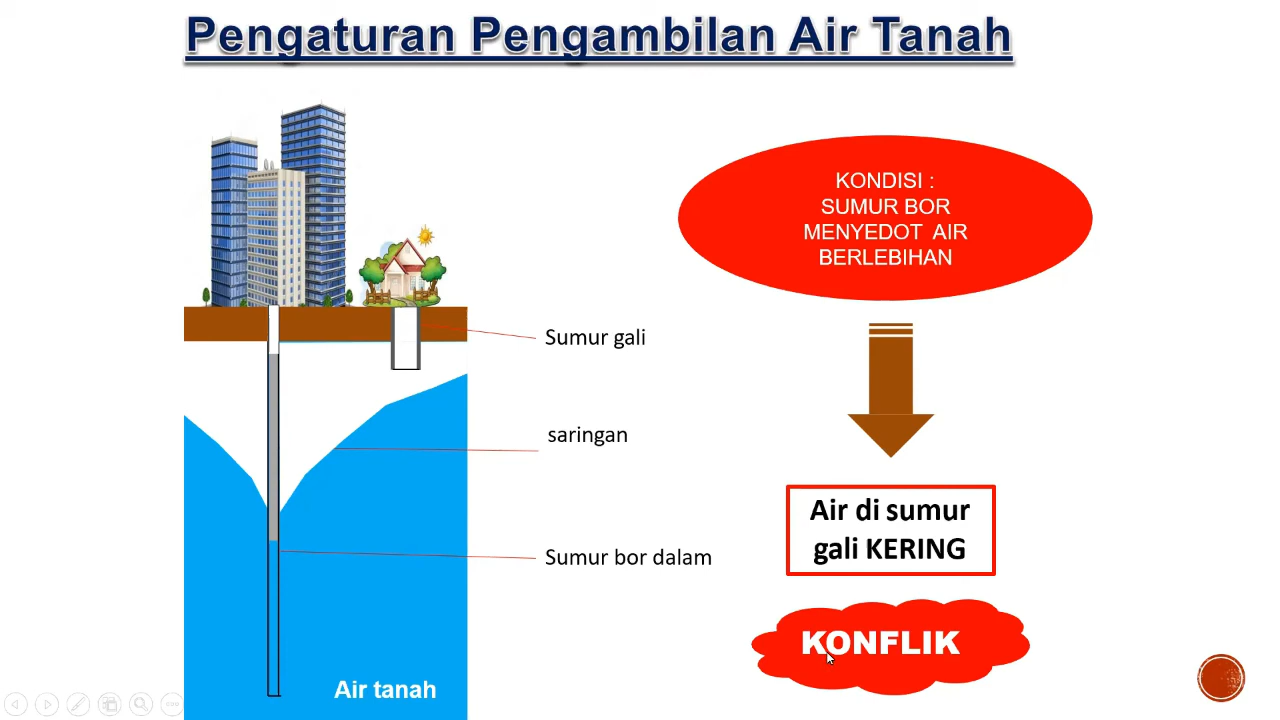 Pengaturan Pengambilan Air Tanah
KONDISI :
SUMUR BOR
MENYEDOT AIR
BERLEBIHAN
Sumur gali
saringan
Sumur bor dalam
Air di sumur
gali KERING
KONFLIK
Air tanah